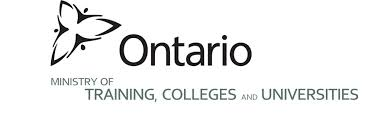 Ontario
MINISTRY OF
TRAINING, COLLEGES AND UNIVERSITIES